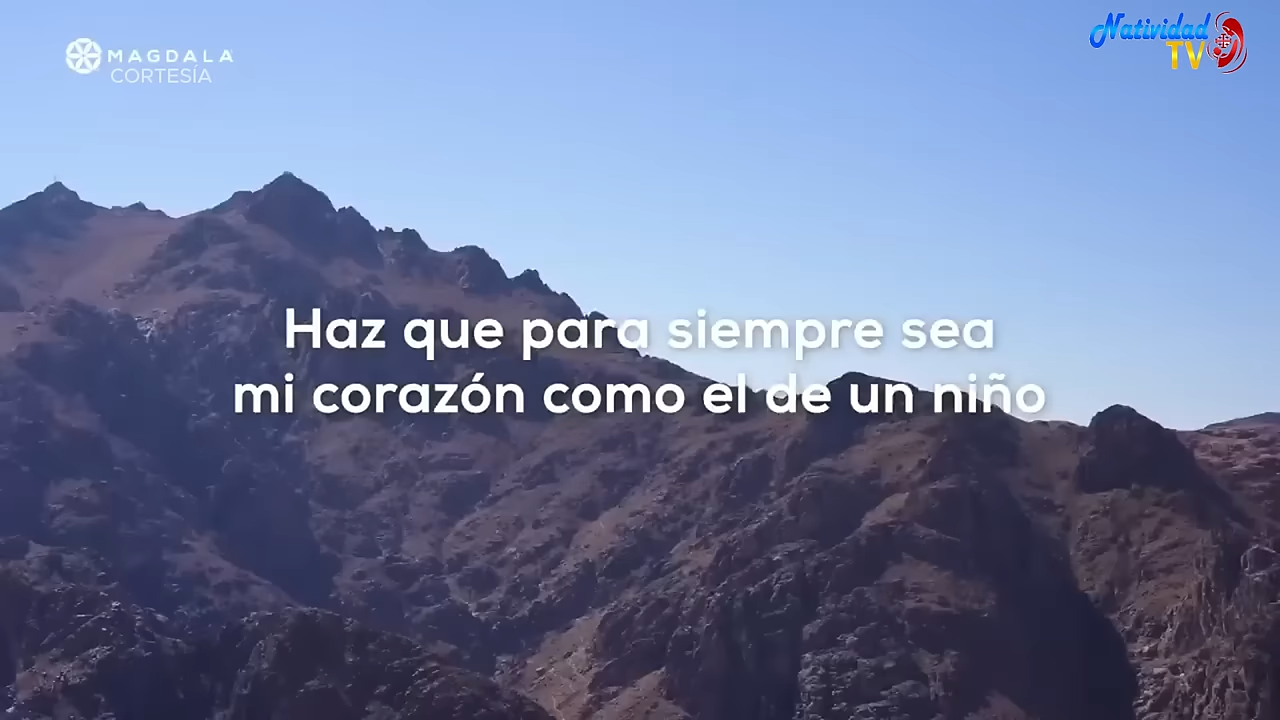 MAGDALA
CORTESÍA
Natividad
TV
Haz que para siempre sea
mi corazón como el de un niño